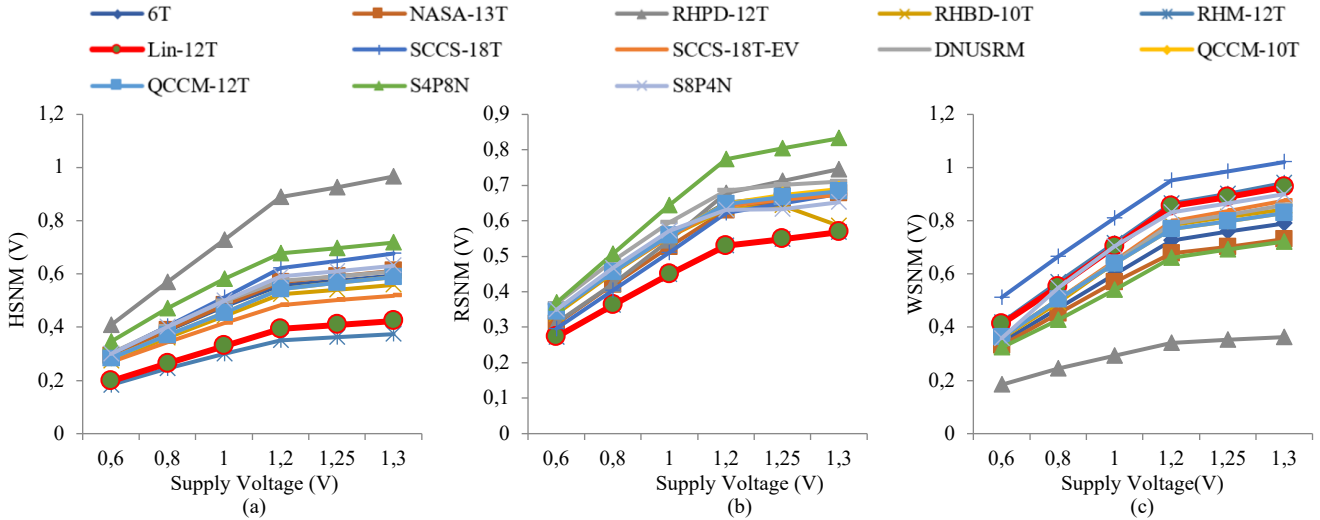 6T NASA-13T RHPD-12T RHBD-10T RHM-12T
Lin-12T SCCS-18T SCCS-18T-EV DNUSRM QCCM-10T
QCCM-12T S4P8N S8P4N
(a)
HSNM (V)
1,2
1
0,8
0,6
0,4
0,2
0
0,6 0,8 1 1,2 1,25 1,3
Supply Voltage (V)
(a)
(b)
RSNM (V)
0,9
0,8
0,7
0,6
0,5
0,4
0,3
0,2
0,1
0
0,6 0,8 1 1,2 1,25 1,3
Supply Voltage (V)
(b)
(c)
WSNM (V)
1,2
1
0,8
0,6
0,4
0,2
0
0,6 0,8 1 1,2 1,25 1,3
Supply Voltage(V)
(c)